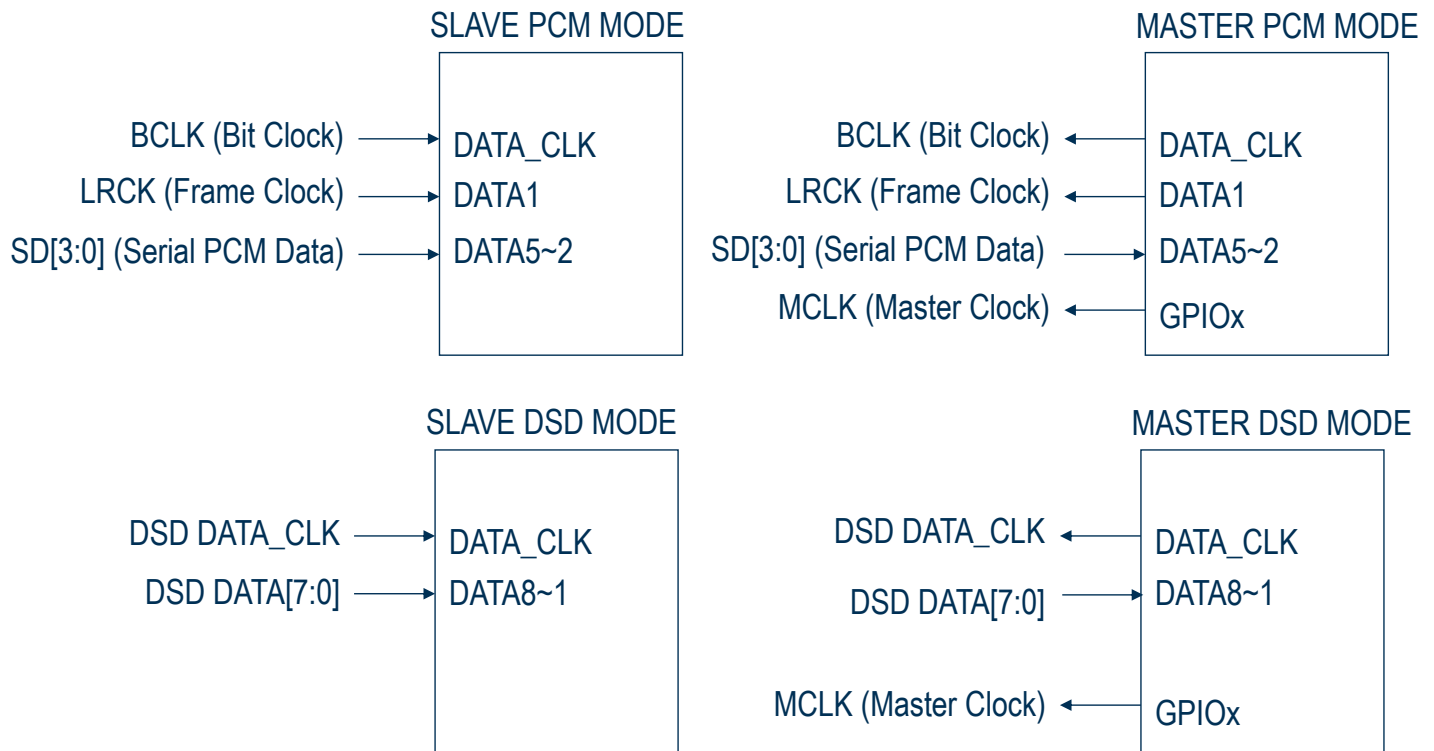 SLAVE PCM MODE
BCLK (Bit Clock)
DATA_CLK
LRCK (Frame Clock)
DATA1
SD[3:0] (Serial PCM Data)
DATA5~2
MASTER PCM MODE
BCLK (Bit Clock)
DATA_CLK
LRCK (Frame Clock)
DATA1
SD[3:0] (Serial PCM Data)
DATA5~2
MCLK (Master Clock)
GPIOx
SLAVE DSD MODE
DSD DATA_CLK
DATA_CLK
DSD DATA[7:0]
DATA8~1
MASTER DSD MODE
DSD DATA_CLK
DATA_CLK
DSD DATA[7:0]
DATA8~1
MCLK (Master Clock)
GPIOx